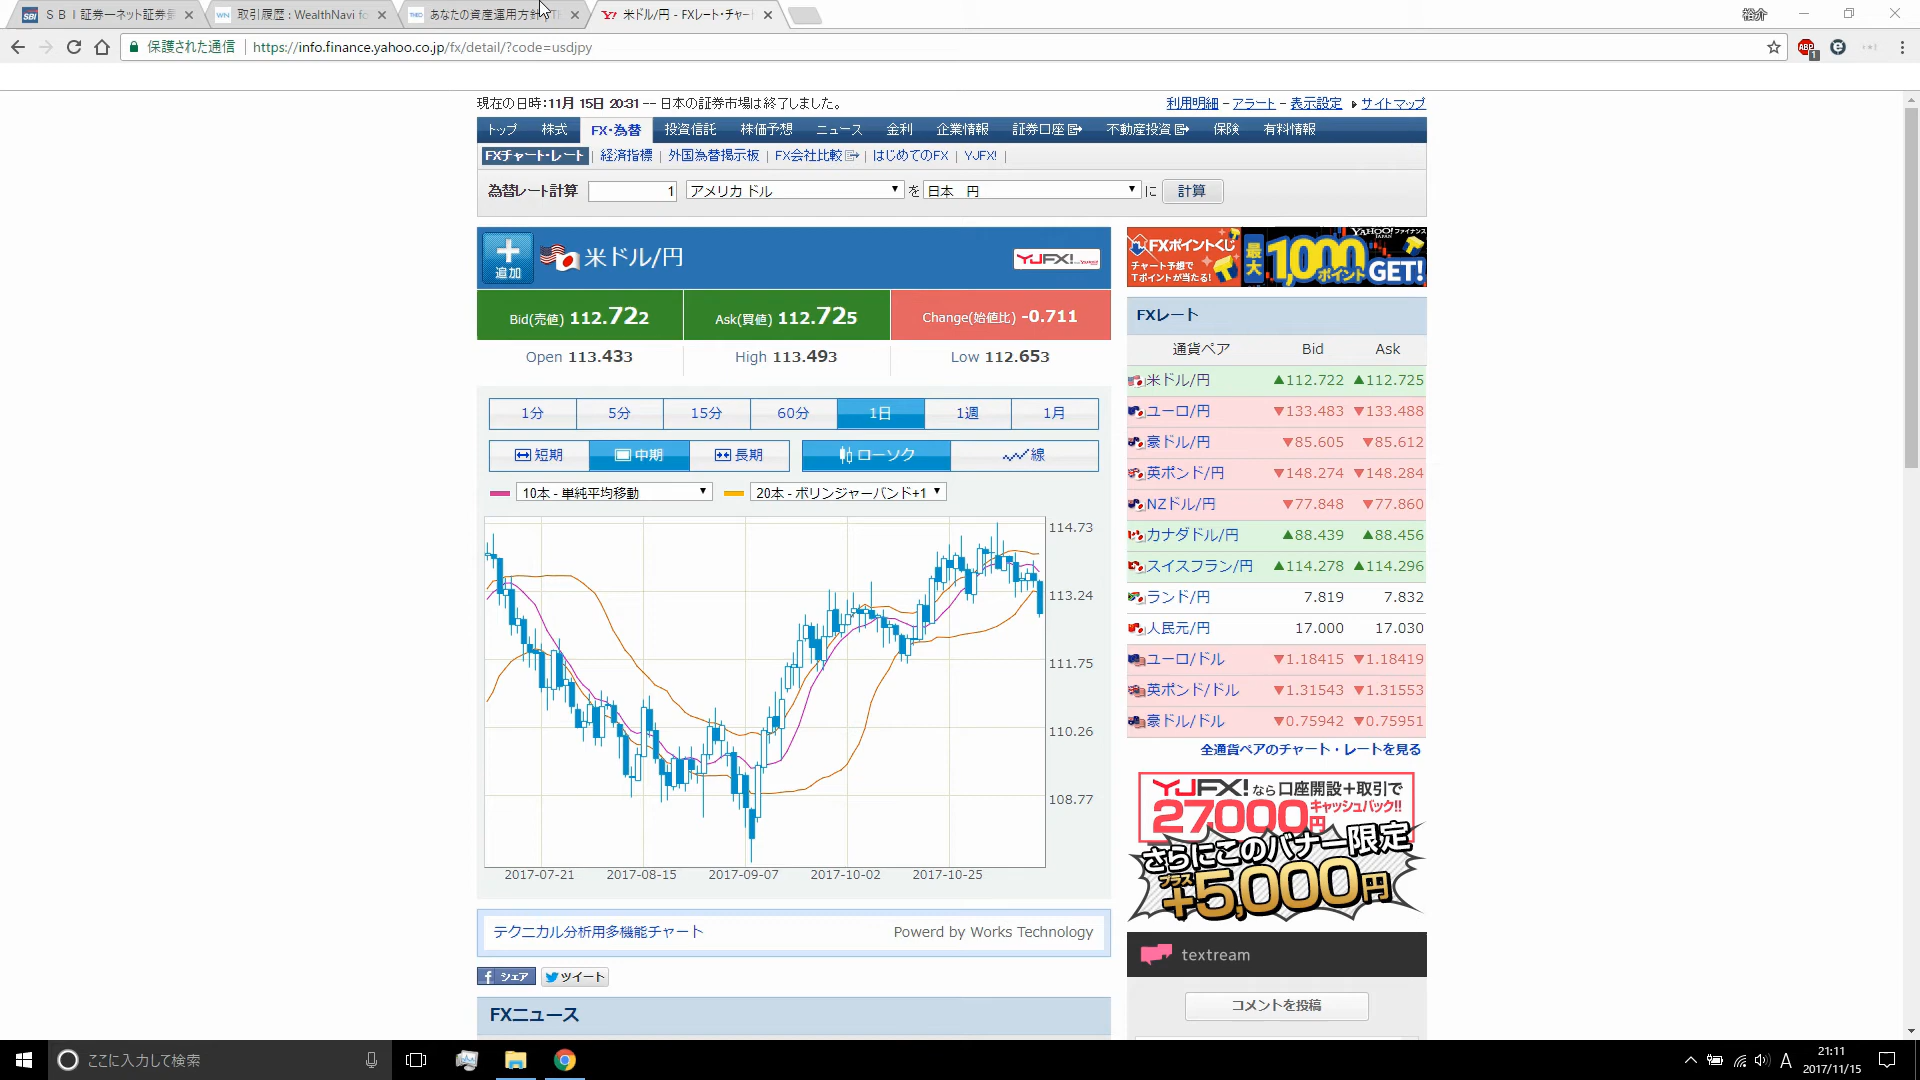 ＳＢＩ証券－ネット証券
取引履歴 : WealthNavi fo
あなたの資産運用方針
米ドル/円 - FXレート・チャー
裕介
保護された通信
https://info.finance.yahoo.co.jp/fx/detail/?code=usdjpy
現在の日時:11月 15日 20:31 -- 日本の証券市場は終了しました。
利用明細 - アラート - 表示設定 サイトマップ
トップ 株式 FX・為替 投資信託 株価予想 ニュース 金利 企業情報 証券口座 不動産投資 保険 有料情報
FXチャート・レート | 経済指標 | 外国為替掲示板 | FX会社比較 | はじめてのFX | YJFX! |
為替レート計算 1 アメリカ ドル を 日本 円 に 計算
追加
米ドル/円
YJFX!
Bid(売値) 112.722
Ask(買値) 112.725
Change(始値比) -0.711
Open 113.433
High 113.493
Low 112.653
1分 5分 15分 60分 1日 1週 1月
短期 中期 長期 ローソク 線
10本 - 単純平均移動
20本 - ボリンジャーバンド+1
114.73
113.24
111.75
110.26
108.77
2017-07-21 2017-08-15 2017-09-07 2017-10-02 2017-10-25
テクニカル分析用多機能チャート
Powerd by Works Technology
シェア
ツイート
FXニュース
FXポイントくじ
チャート予想で
Tポイントが当たる!
最大
1,000ポイント
GET!
YAHOO!ファイナンス
JAPAN
FXレート
通貨ペア Bid Ask
米ドル/円 ▲112.722 ▲112.725
ユーロ/円 ▼133.483 ▼133.488
豪ドル/円 ▼85.605 ▼85.612
英ポンド/円 ▼148.274 ▼148.284
NZドル/円 ▼77.848 ▼77.860
カナダドル/円 ▲88.439 ▲88.456
スイスフラン/円 ▲114.278 ▲114.296
ランド/円 7.819 7.832
人民元/円 17.000 17.030
ユーロ/ドル ▼1.18415 ▼1.18419
英ポンド/ドル ▼1.31543 ▼1.31553
豪ドル/ドル ▼0.75942 ▼0.75951
全通貨ペアのチャート・レートを見る
YJFX! なら口座開設+取引で
27000円 キャッシュバック!!
さらにこのバナー限定
プラス
+5,000円
textream
コメントを投稿
ここに入力して検索
A
21:11
2017/11/15